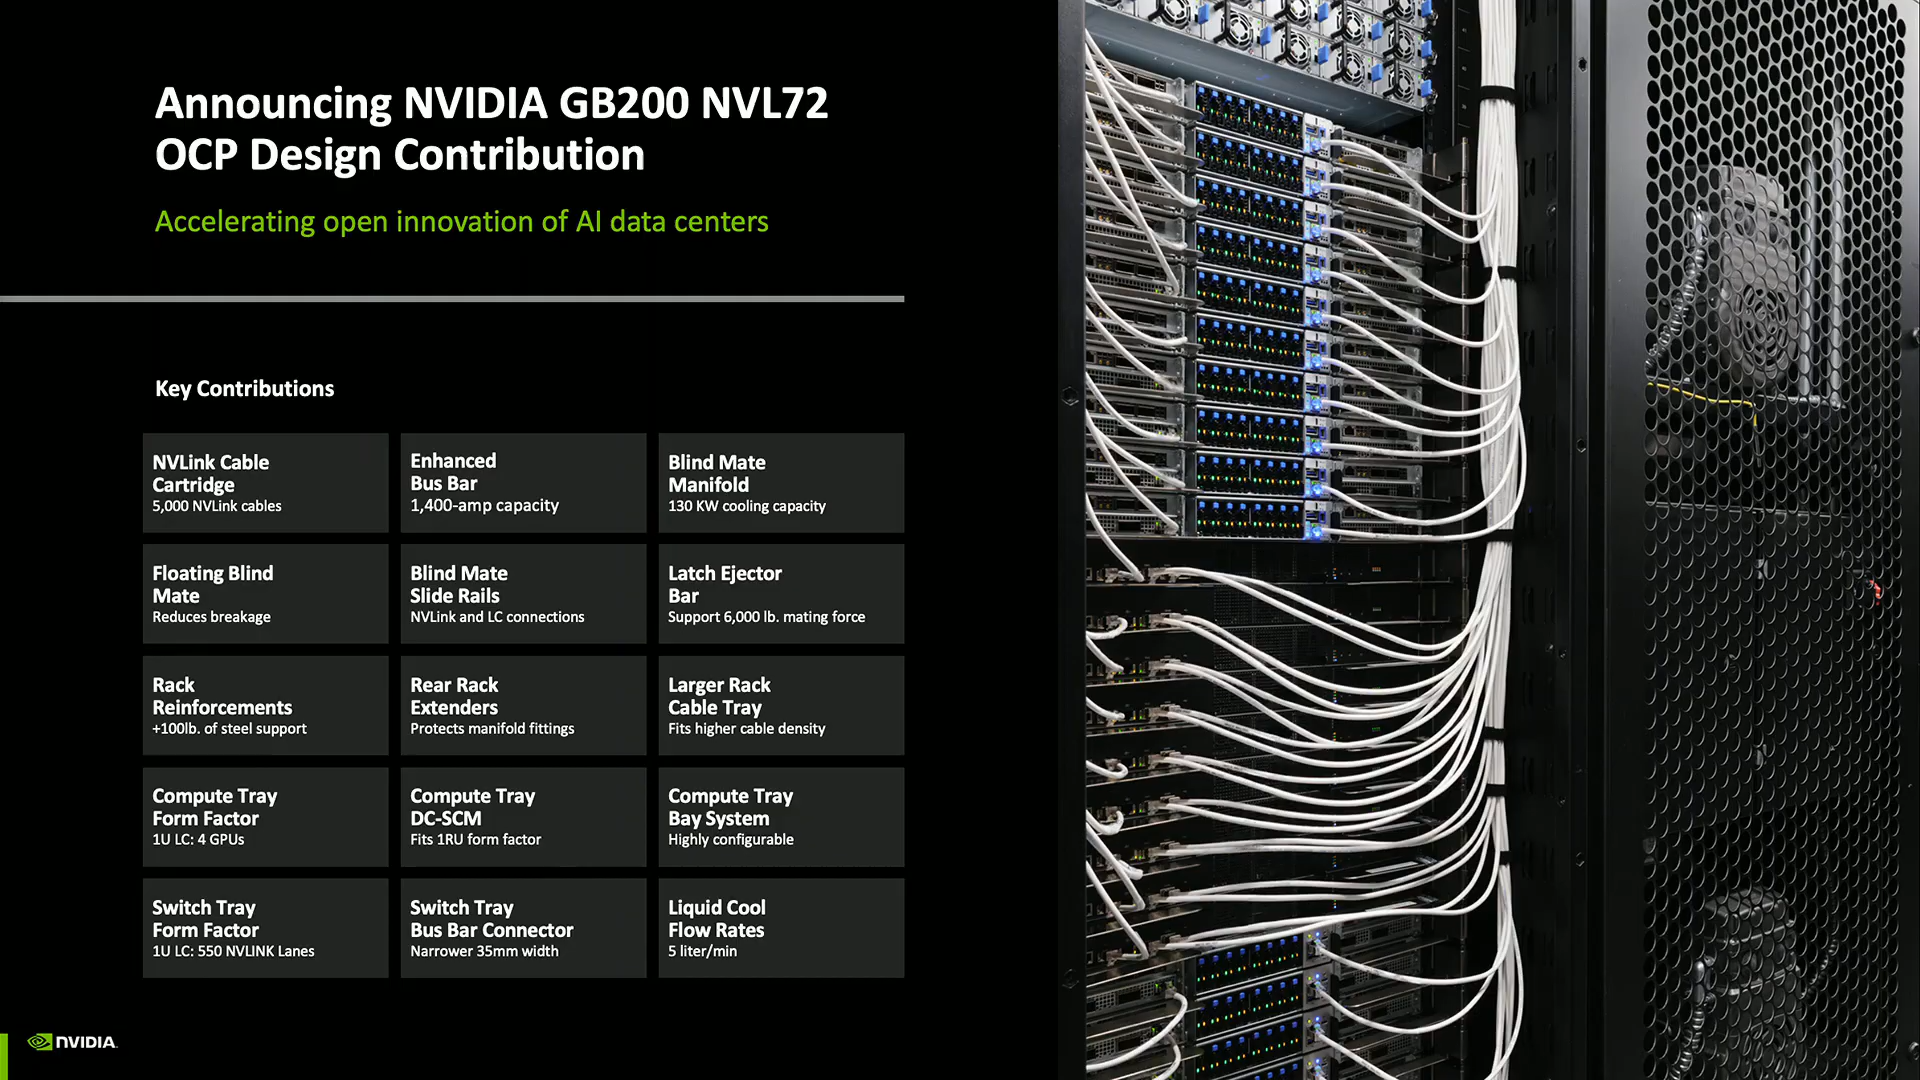 Announcing NVIDIA GB200 NVL72
OCP Design Contribution
Accelerating open innovation of AI data centers
Key Contributions
NVLink Cable
Cartridge
5,000 NVLink cables
Enhanced
Bus Bar
1,400-amp capacity
Blind Mate
Manifold
130 KW cooling capacity
Floating Blind
Mate
Reduces breakage
Blind Mate
Slide Rails
NVLink and LC connections
Latch Ejector
Bar
Support 6,000 lb. mating force
Rack
Reinforcements
+100lb. of steel support
Rear Rack
Extenders
Protects manifold fittings
Larger Rack
Cable Tray
Fits higher cable density
Compute Tray
Form Factor
1U LC: 4 GPUs
Compute Tray
DC-SCM
Fits 1RU form factor
Compute Tray
Bay System
Highly configurable
Switch Tray
Form Factor
1U LC: 550 NVLINK Lanes
Switch Tray
Bus Bar Connector
Narrower 35mm width
Liquid Cool
Flow Rates
5 liter/min
NVIDIA.